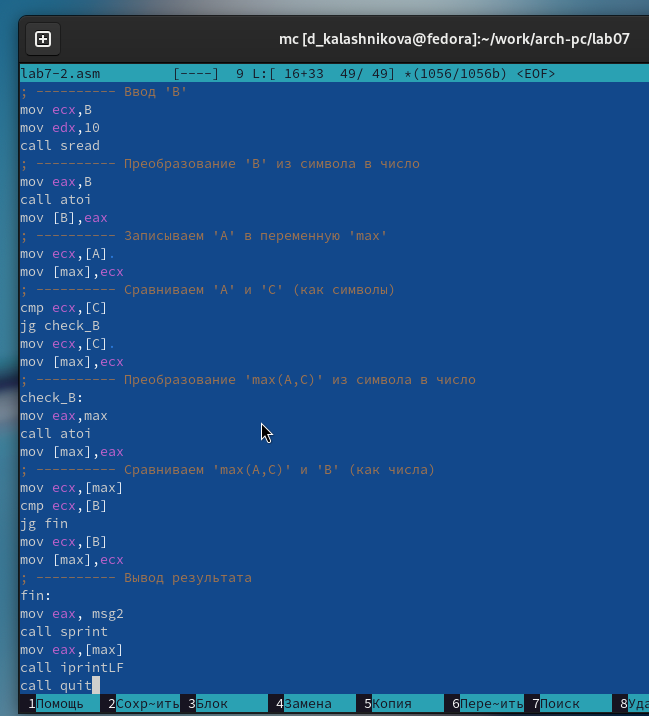 mc [d_kalashnikova@fedora]:~/work/arch-pc/lab07
lab7-2.asm [----] 9 L:[ 16+33 49/ 49] *(1056/1056b) <EOF>
; ---------- Ввод 'B'
mov ecx,B
mov edx,10
call sread
; ---------- Преобразование 'B' из символа в число
mov eax,B
call atoi
mov [B],eax
; ---------- Записываем 'A' в переменную 'max'
mov ecx,[A].
mov [max],ecx
; ---------- Сравниваем 'A' и 'C' (как символы)
cmp ecx,[C]
jg check_B
mov ecx,[C].
mov [max],ecx
; ---------- Преобразование 'max(A,C)' из символа в число
check_B:
mov eax,max
call atoi
mov [max],eax
; ---------- Сравниваем 'max(A,C)' и 'B' (как числа)
mov ecx,[max]
cmp ecx,[B]
jg fin
mov ecx,[B]
mov [max],ecx
; ---------- Вывод результата
fin:
mov eax, msg2
call sprint
mov eax,[max]
call iprintLF
call quit
1Помощь 2Сохр~ить 3Блок 4Замена 5Копия 6Пере~ить 7Поиск 8Уда